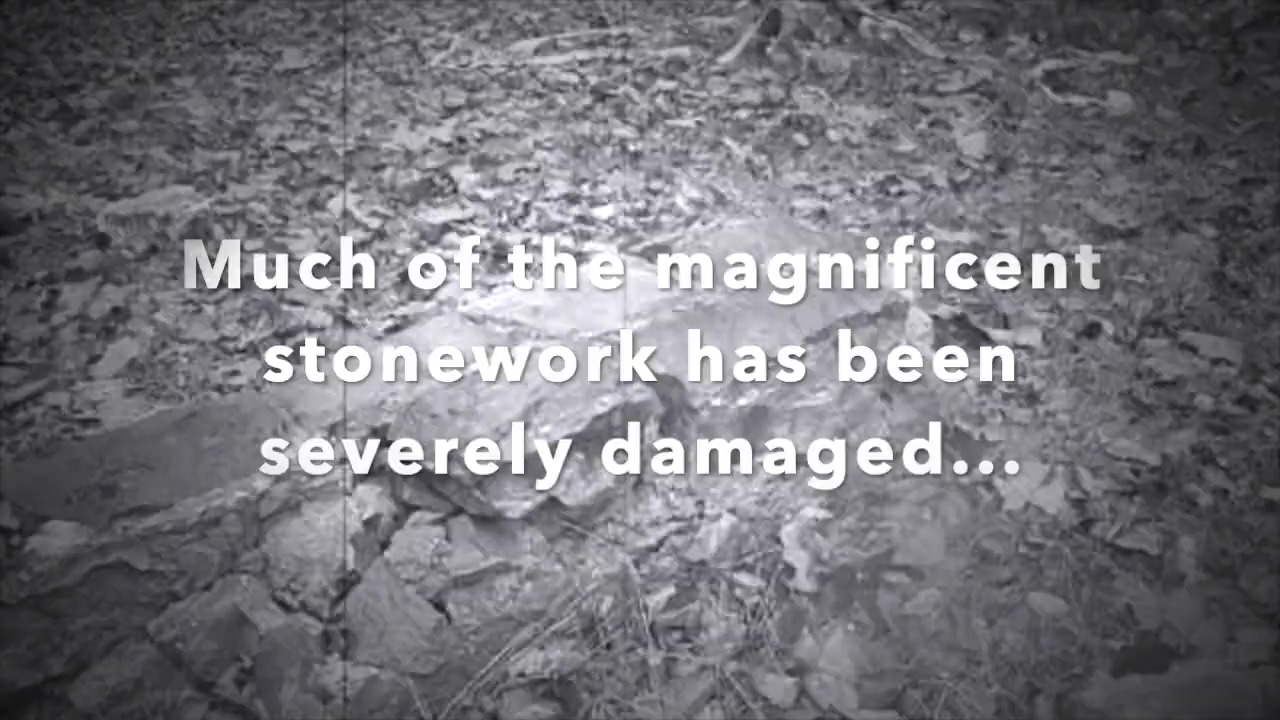 Much of the magnificent
stonework has been
severely damaged...